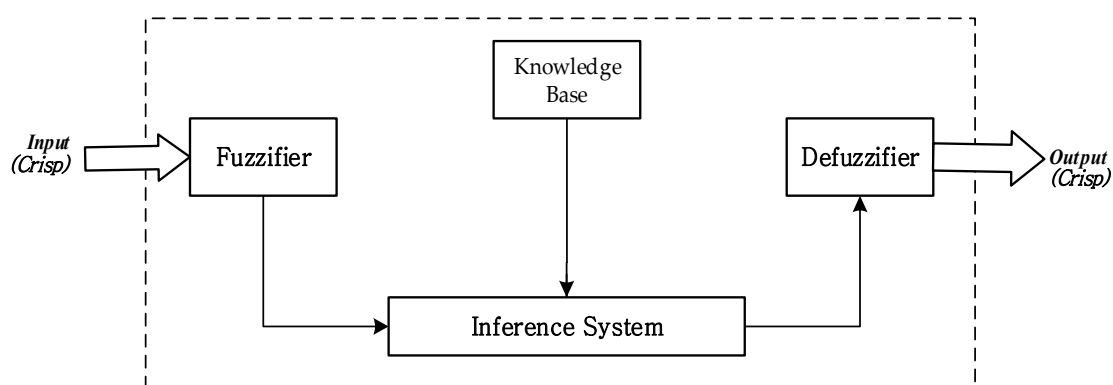 Knowledge
Base
Input
(Crisp)
Fuzzifier
Defuzzifier
Output
(Crisp)
Inference System